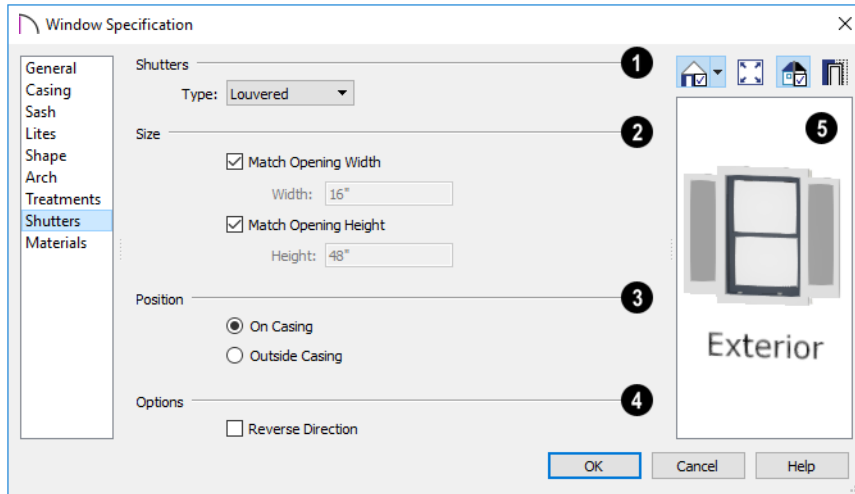 Window Specification
General
Casing
Sash
Lites
Shape
Arch
Treatments
Shutters
Materials
Shutters
1
Type: Louvered
Size
2
Match Opening Width
Width: 16"
Match Opening Height
Height: 48"
Position
3
On Casing
Outside Casing
Options
4
Reverse Direction
5
Exterior
OK
Cancel
Help